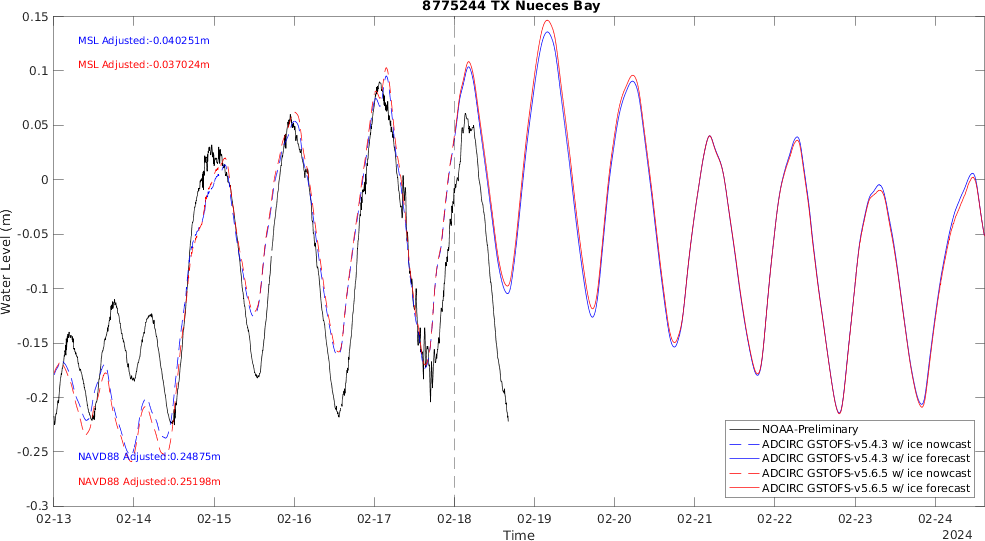 8775244 TX Nueces Bay
MSL Adjusted:-0.040251m
MSL Adjusted:-0.037024m
0.15
0.1
0.05
0
-0.05
-0.1
-0.15
-0.2
-0.25
-0.3
Water Level (m)
NAVD88 Adjusted:0.24875m
NAVD88 Adjusted:0.25198m
NOAA-Preliminary
ADCIRC GSTOFS-v5.4.3 w/ ice nowcast
ADCIRC GSTOFS-v5.4.3 w/ ice forecast
ADCIRC GSTOFS-v5.6.5 w/ ice nowcast
ADCIRC GSTOFS-v5.6.5 w/ ice forecast
02-13 02-14 02-15 02-16 02-17 02-18 02-19 02-20 02-21 02-22 02-23 02-24
Time
2024